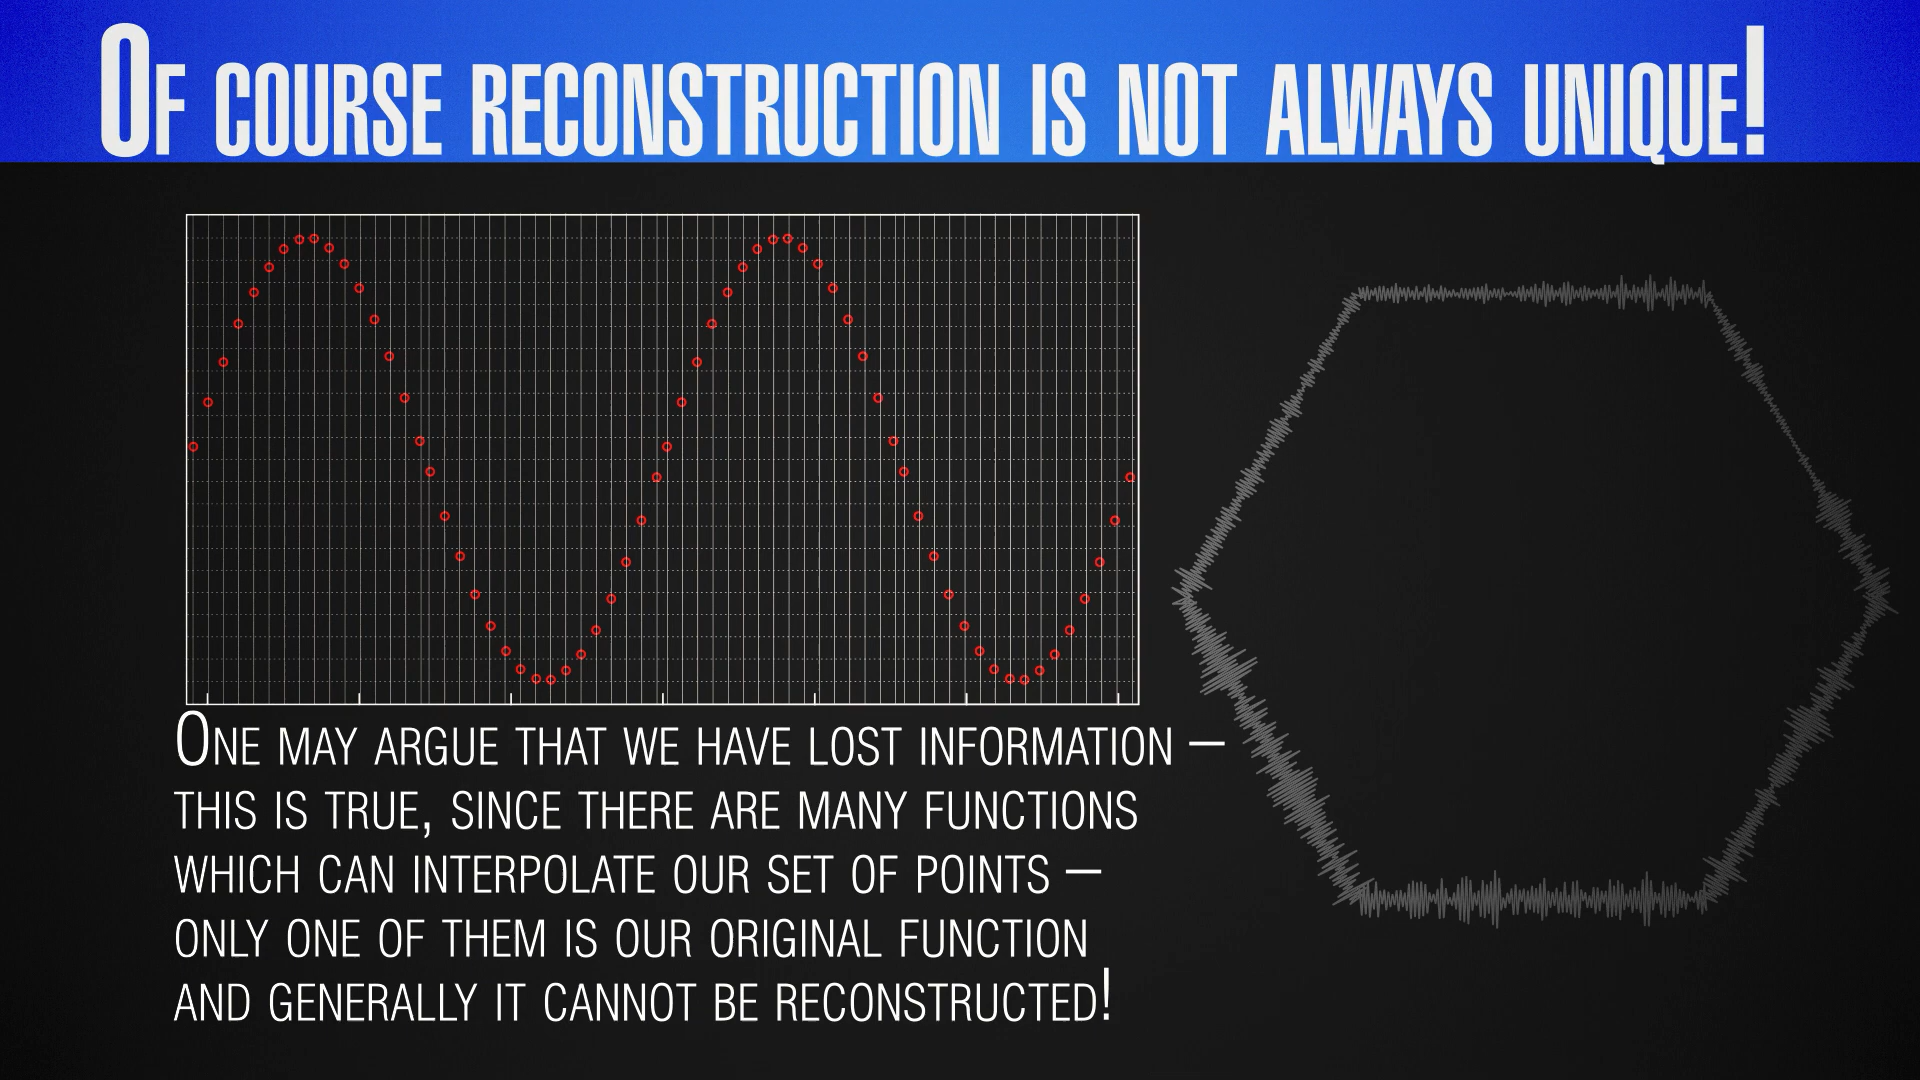 Of course reconstruction is not always unique!
One may argue that we have lost information –
this is true, since there are many functions
which can interpolate our set of points –
only one of them is our original function
and generally it cannot be reconstructed!